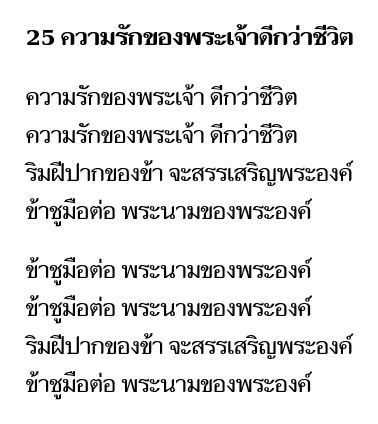 25 ความรักของพระเจ้าดีกว่าชีวิต
ความรักของพระเจ้า ดีกว่าชีวิต
ความรักของพระเจ้า ดีกว่าชีวิต
ริมฝีปากของข้า จะสรรเสริญพระองค์
ข้าชูมือต่อ พระนามของพระองค์
ข้าชูมือต่อ พระนามของพระองค์
ข้าชูมือต่อ พระนามของพระองค์
ริมฝีปากของข้า จะสรรเสริญพระองค์
ข้าชูมือต่อ พระนามของพระองค์